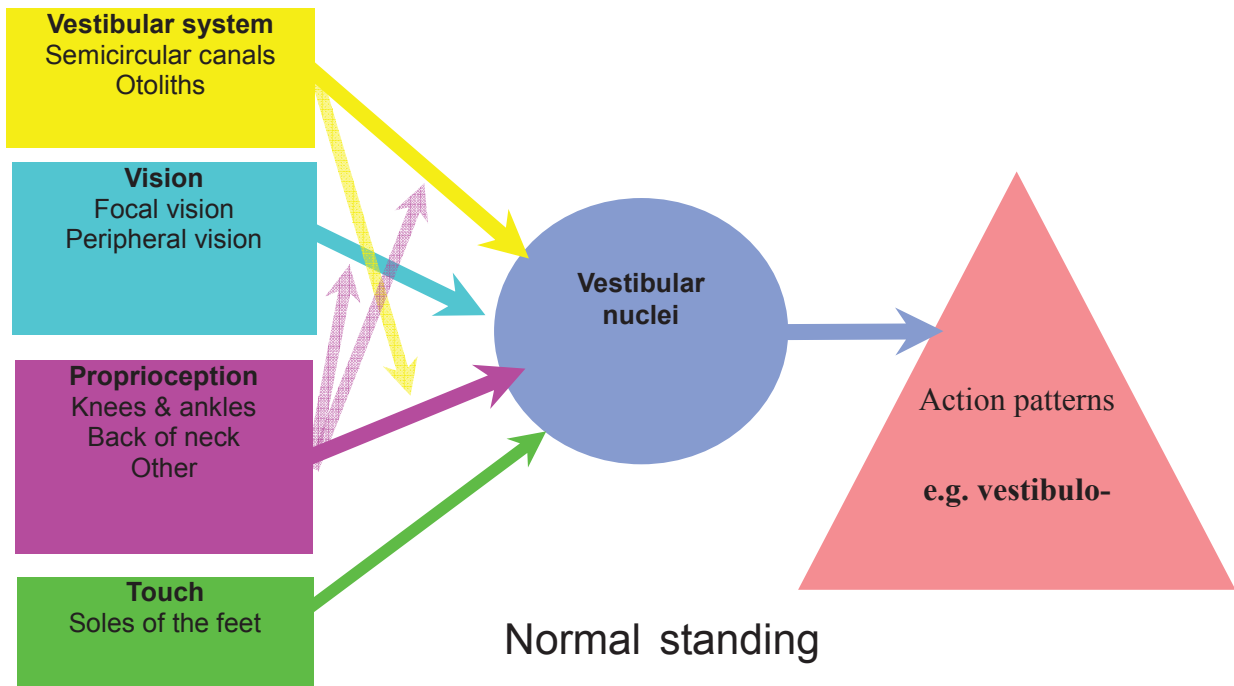 Vestibular system
Semicircular canals
Otoliths
Vision
Focal vision
Peripheral vision
Proprioception
Knees & ankles
Back of neck
Other
Touch
Soles of the feet
Vestibular
nuclei
Action patterns
e.g. vestibulo-
Normal standing